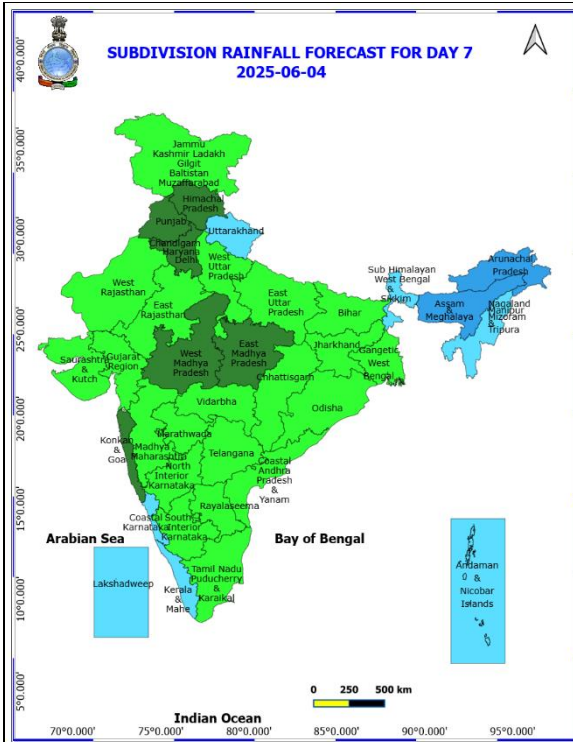 SUBDIVISION RAINFALL FORECAST FOR DAY 7
2025-06-04
40°0.000'
35°0.000'
30°0.000'
25°0.000'
20°0.000'
15°0.000'
10°0.000'
5°0.000'
Jammu
Kashmir Ladakh
Gilgit
Baltistan
Muzaffarabad
Himachal
Pradesh
Punjab
Uttarakhand
Chandigarh
Haryana
Delhi
West
Uttar
Pradesh
West
Rajasthan
East
Rajasthan
East
Uttar
Pradesh
Bihar
Sub Himalayan
West Bengal
&
Sikkim
Arunachal
Pradesh
Assam
&
Meghalaya
Nagaland
Manipur
Mizoram
&
Tripura
Saurashtra
&
Kutch
Gujarat
Region
West
Madhya
Pradesh
East
Madhya
Pradesh
Jharkhand
Gangetic
West
Bengal
Chhattisgarh
Vidarbha
Odisha
Konkan
&
Goa
Marathwada
Madhya
Maharashtra
Telangana
North
Interior
Karnataka
Coastal
Andhra
Pradesh
&
Yanam
Rayalaseema
Coastal
Karnataka
South
Interior
Karnataka
Arabian Sea
Bay of Bengal
Lakshadweep
Kerala
&
Mahe
Tamil Nadu
Puducherry
&
Karaikal
Andaman
&
Nicobar
Islands
0 250 500 km
Indian Ocean
70°0.000' 75°0.000' 80°0.000' 85°0.000' 90°0.000' 95°0.000'